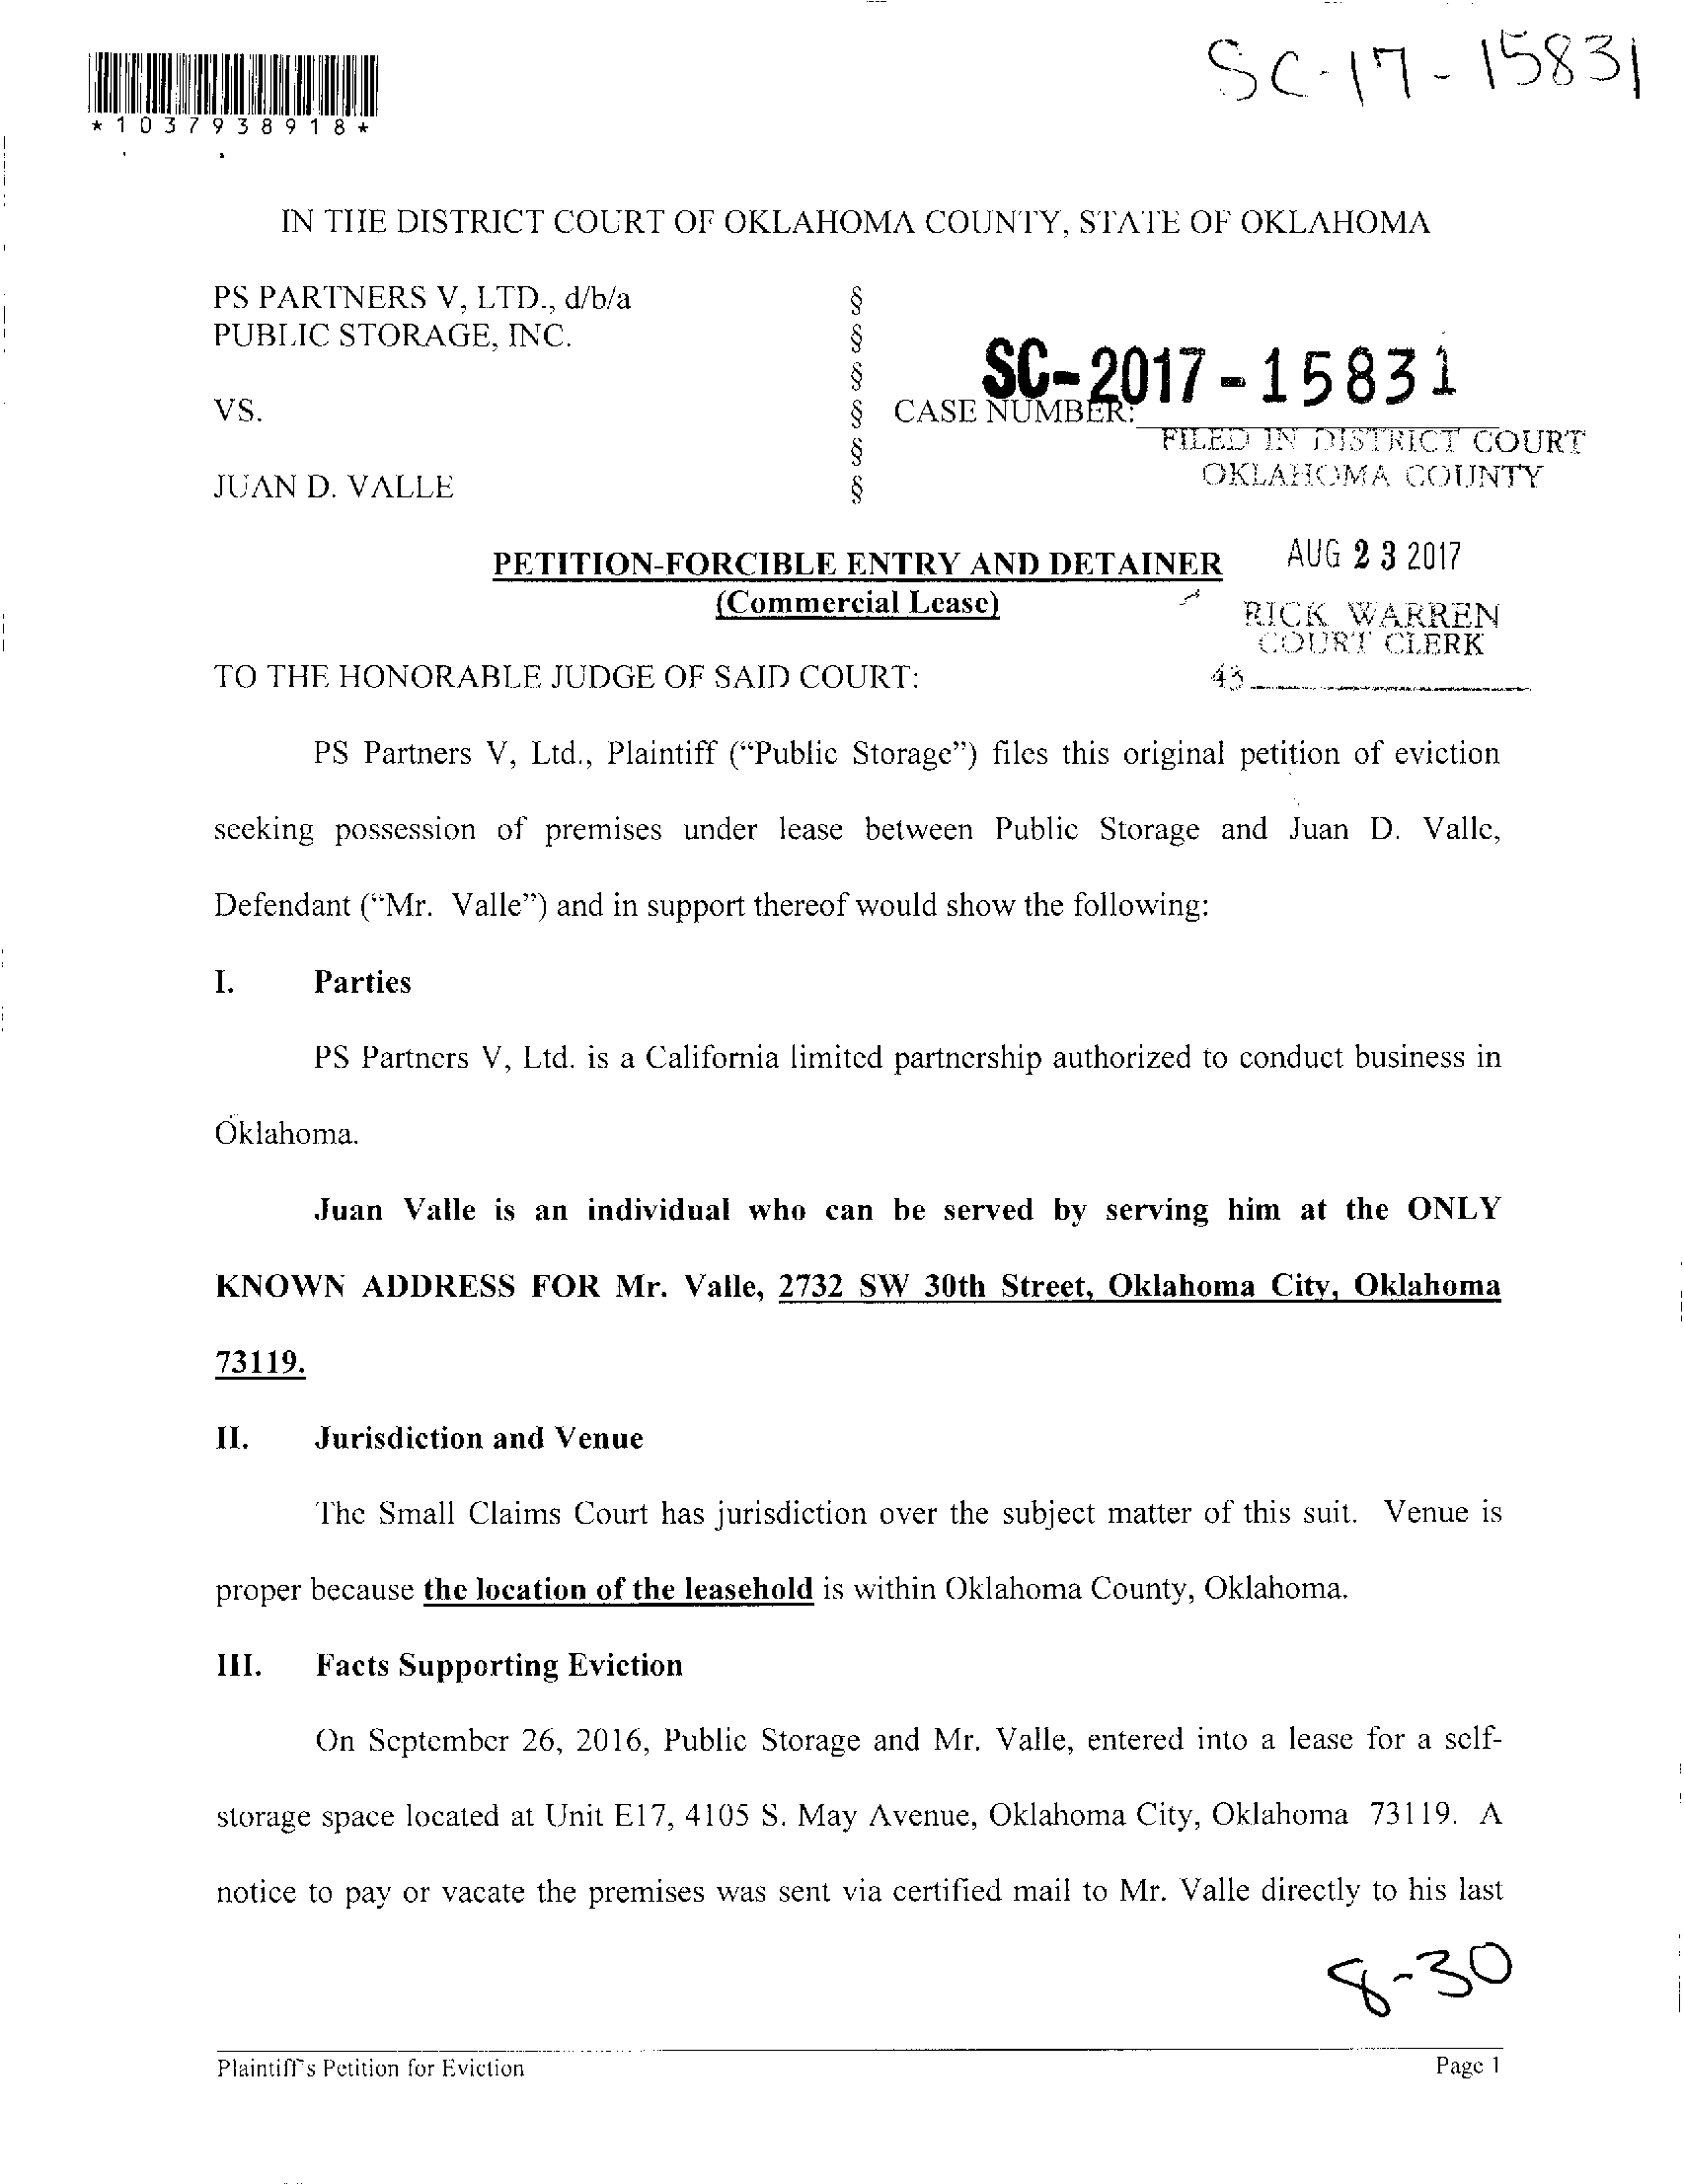 SC-17-15831
*1037938918*
IN THE DISTRICT COURT OF OKLAHOMA COUNTY, STATE OF OKLAHOMA
PS PARTNERS V, LTD., d/b/a §
PUBLIC STORAGE, INC. §
§
SC-2017-15831
VS. § CASE NUMBER:
§
FILED IN DISTRICT COURT
OKLAHOMA COUNTY
JUAN D. VALLE §
PETITION-FORCIBLE ENTRY AND DETAINER
AUG 23 2017
(Commercial Lease)
RICK WARREN
COURT CLERK
TO THE HONORABLE JUDGE OF SAID COURT:
43
PS Partners V, Ltd., Plaintiff (“Public Storage”) files this original petition of eviction
seeking possession of premises under lease between Public Storage and Juan D. Valle,
Defendant (“Mr. Valle”) and in support thereof would show the following:
I. Parties
PS Partners V, Ltd. is a California limited partnership authorized to conduct business in
Oklahoma.
Juan Valle is an individual who can be served by serving him at the ONLY
KNOWN ADDRESS FOR Mr. Valle, 2732 SW 30th Street, Oklahoma City, Oklahoma
73119.
II. Jurisdiction and Venue
The Small Claims Court has jurisdiction over the subject matter of this suit. Venue is
proper because the location of the leasehold is within Oklahoma County, Oklahoma.
III. Facts Supporting Eviction
On September 26, 2016, Public Storage and Mr. Valle, entered into a lease for a self-
storage space located at Unit E17, 4105 S. May Avenue, Oklahoma City, Oklahoma 73119. A
notice to pay or vacate the premises was sent via certified mail to Mr. Valle directly to his last
8-30
Plaintiff's Petition for Eviction Page 1